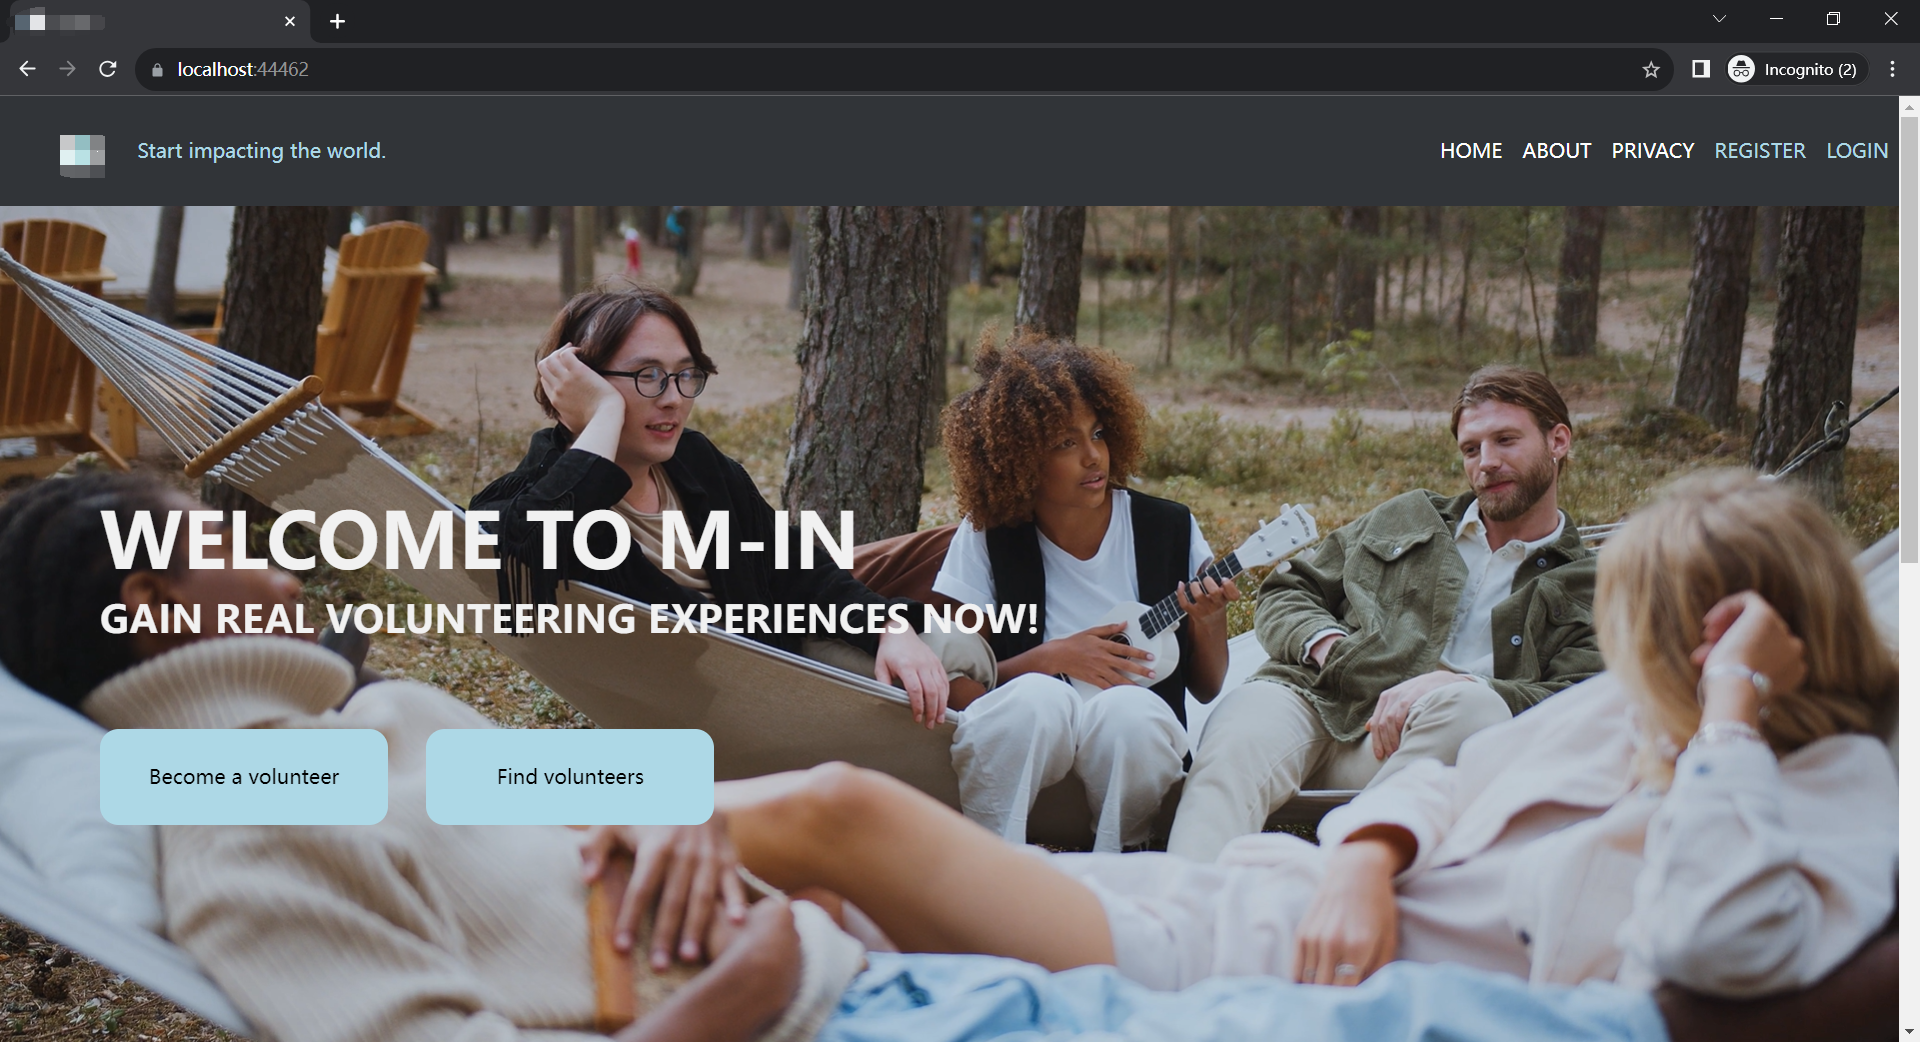 localhost:44462
Incognito (2)
Start impacting the world.
HOME ABOUT PRIVACY REGISTER LOGIN
WELCOME TO M-IN
GAIN REAL VOLUNTEERING EXPERIENCES NOW!
Become a volunteer
Find volunteers